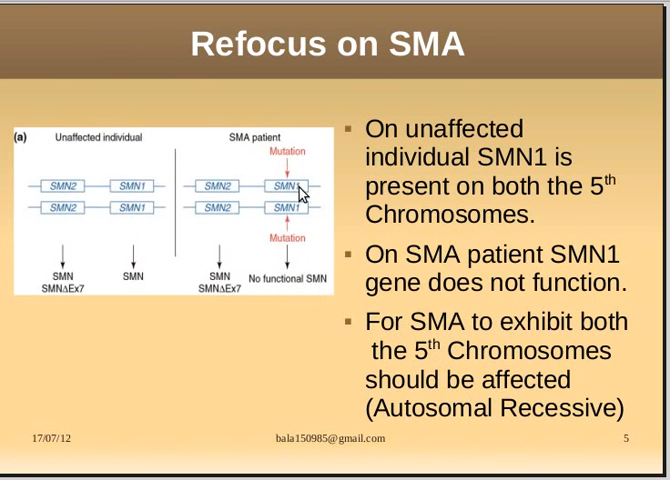 Refocus on SMA
(a) Unaffected individual SMA patient
Mutation
SMN2 SMN1 SMN2 SMN1
SMN2 SMN1 SMN2 SMN1
Mutation
SMN SMN SMN No functional SMN
SMNΔEx7 SMNΔEx7
On unaffected
individual SMN1 is
present on both the 5th
Chromosomes.
On SMA patient SMN1
gene does not function.
For SMA to exhibit both
the 5th Chromosomes
should be affected
(Autosomal Recessive)
17/07/12 bala150985@gmail.com 5